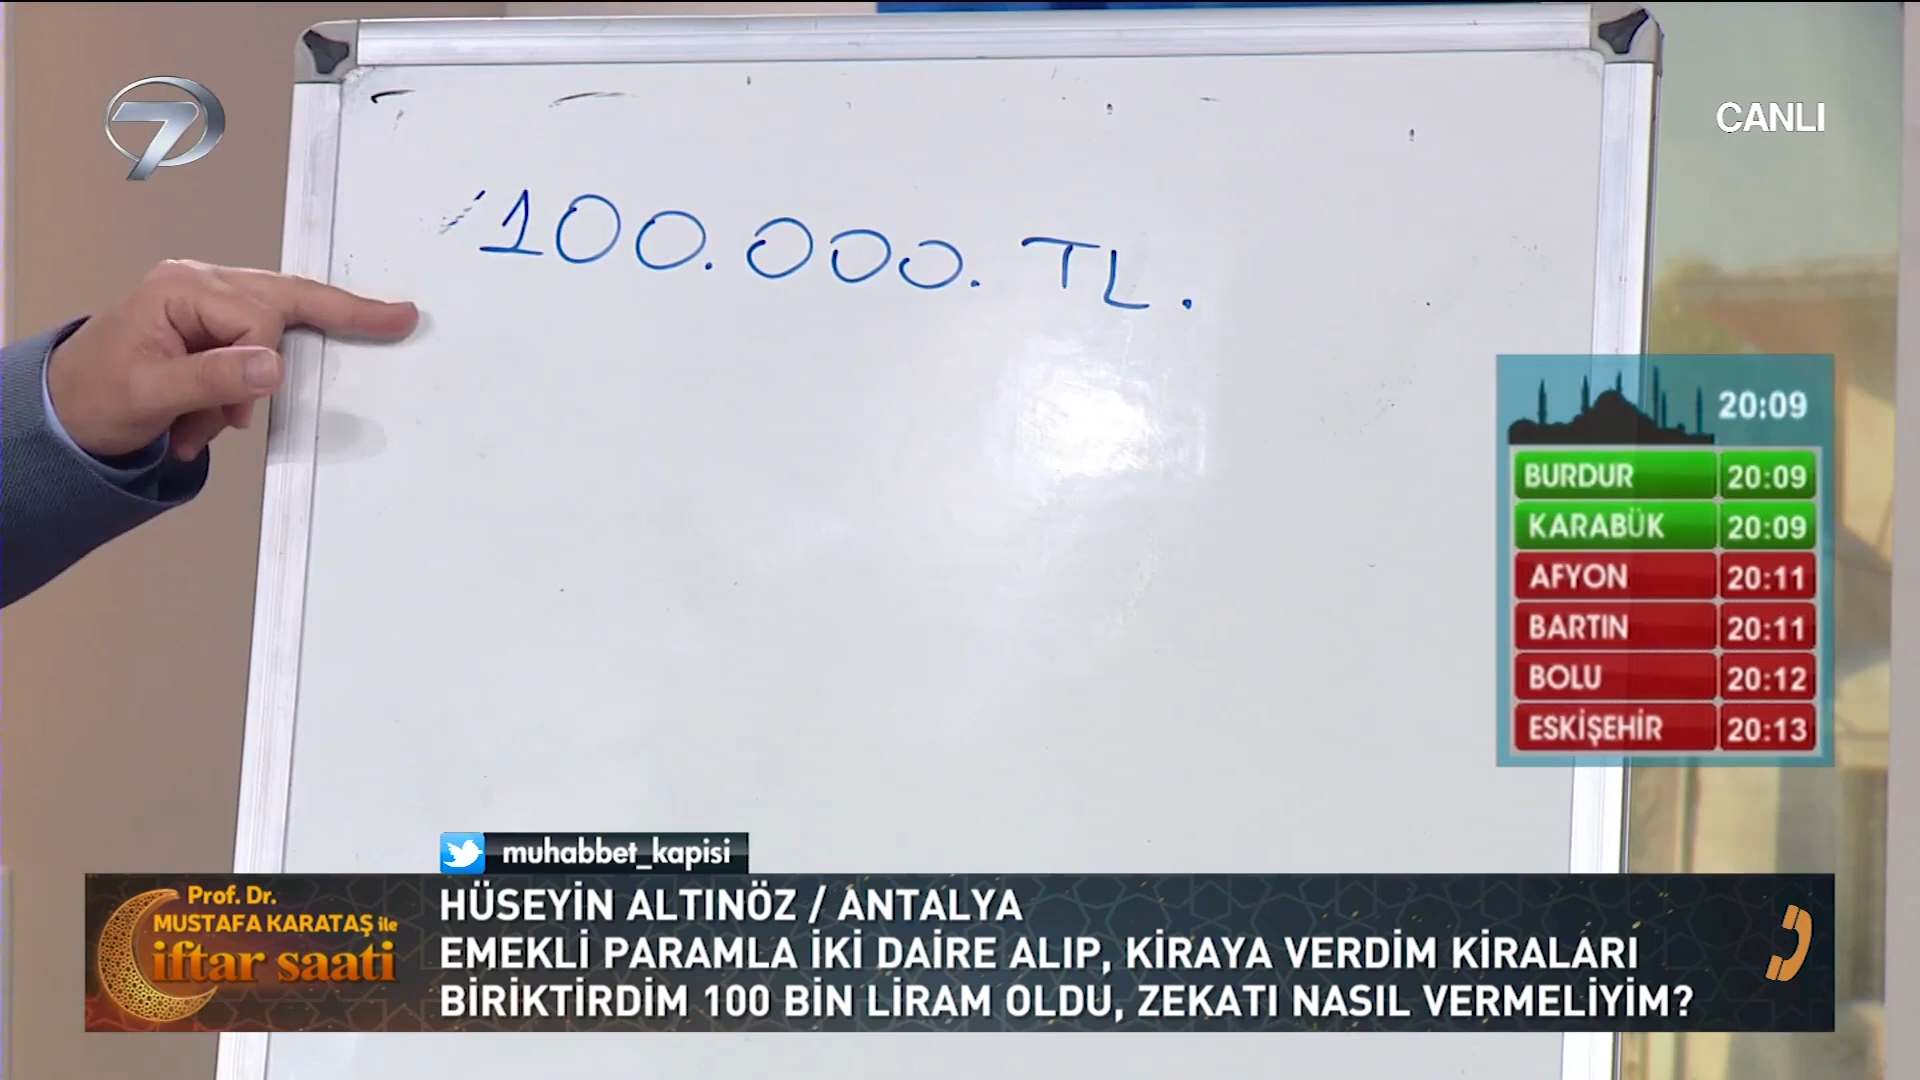 7
CANLI
100.000. TL.
20:09
BURDUR 20:09
KARABÜK 20:09
AFYON 20:11
BARTIN 20:11
BOLU 20:12
ESKİŞEHİR 20:13
muhabbet_kapisi
Prof. Dr.
MUSTAFA KARATAŞ ile
iftar saati
HÜSEYİN ALTINÖZ / ANTALYA
EMEKLİ PARAMLA İKİ DAİRE ALIP, KİRAYA VERDİM KİRALARI
BİRİKTİRDİM 100 BİN LİRAM OLDU, ZEKATI NASIL VERMELİYİM?